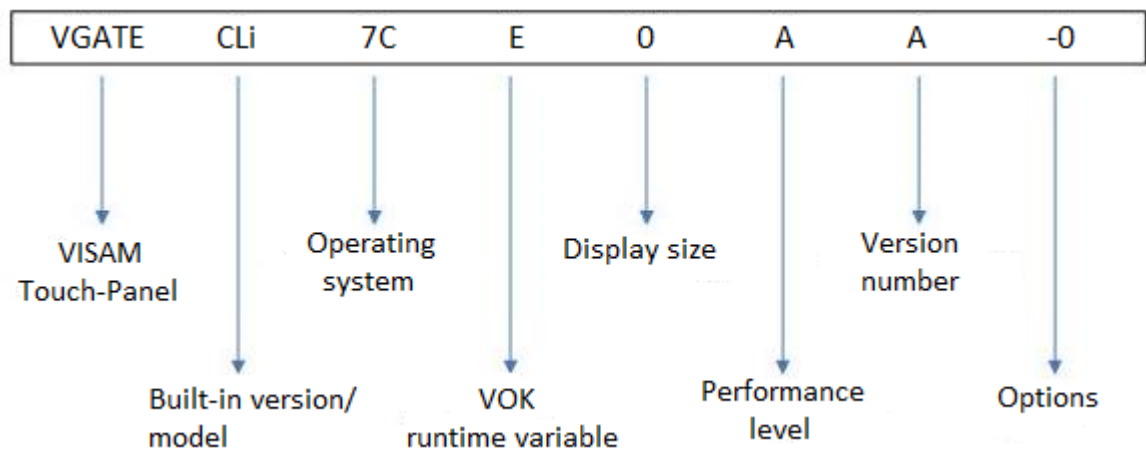 VGATE CLi 7C E 0 A A -0
VISAM
Touch-Panel
Operating
system
Display size
Version
number
Built-in version/
model
VOK
runtime variable
Performance
level
Options